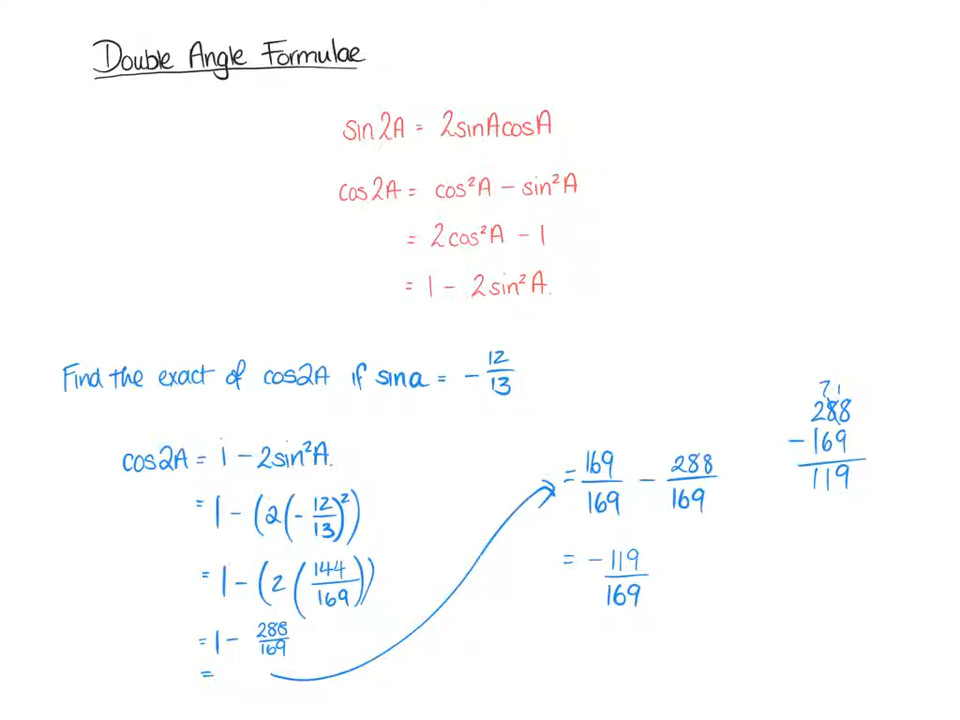 Double Angle Formulae
sin2A = 2sinAcosA
cos2A = cos²A - sin²A
= 2cos²A - 1
= 1 - 2sin²A.
Find the exact of cos2A if sina = - 12/13
cos2A = 1 - 2sin²A.
= 1 - (2(- 12/13)²)
= 1 - (2(144/169))
= 1 - 288/169
=
= 169/169 - 288/169
= -119/169
7 1
288
- 169
119